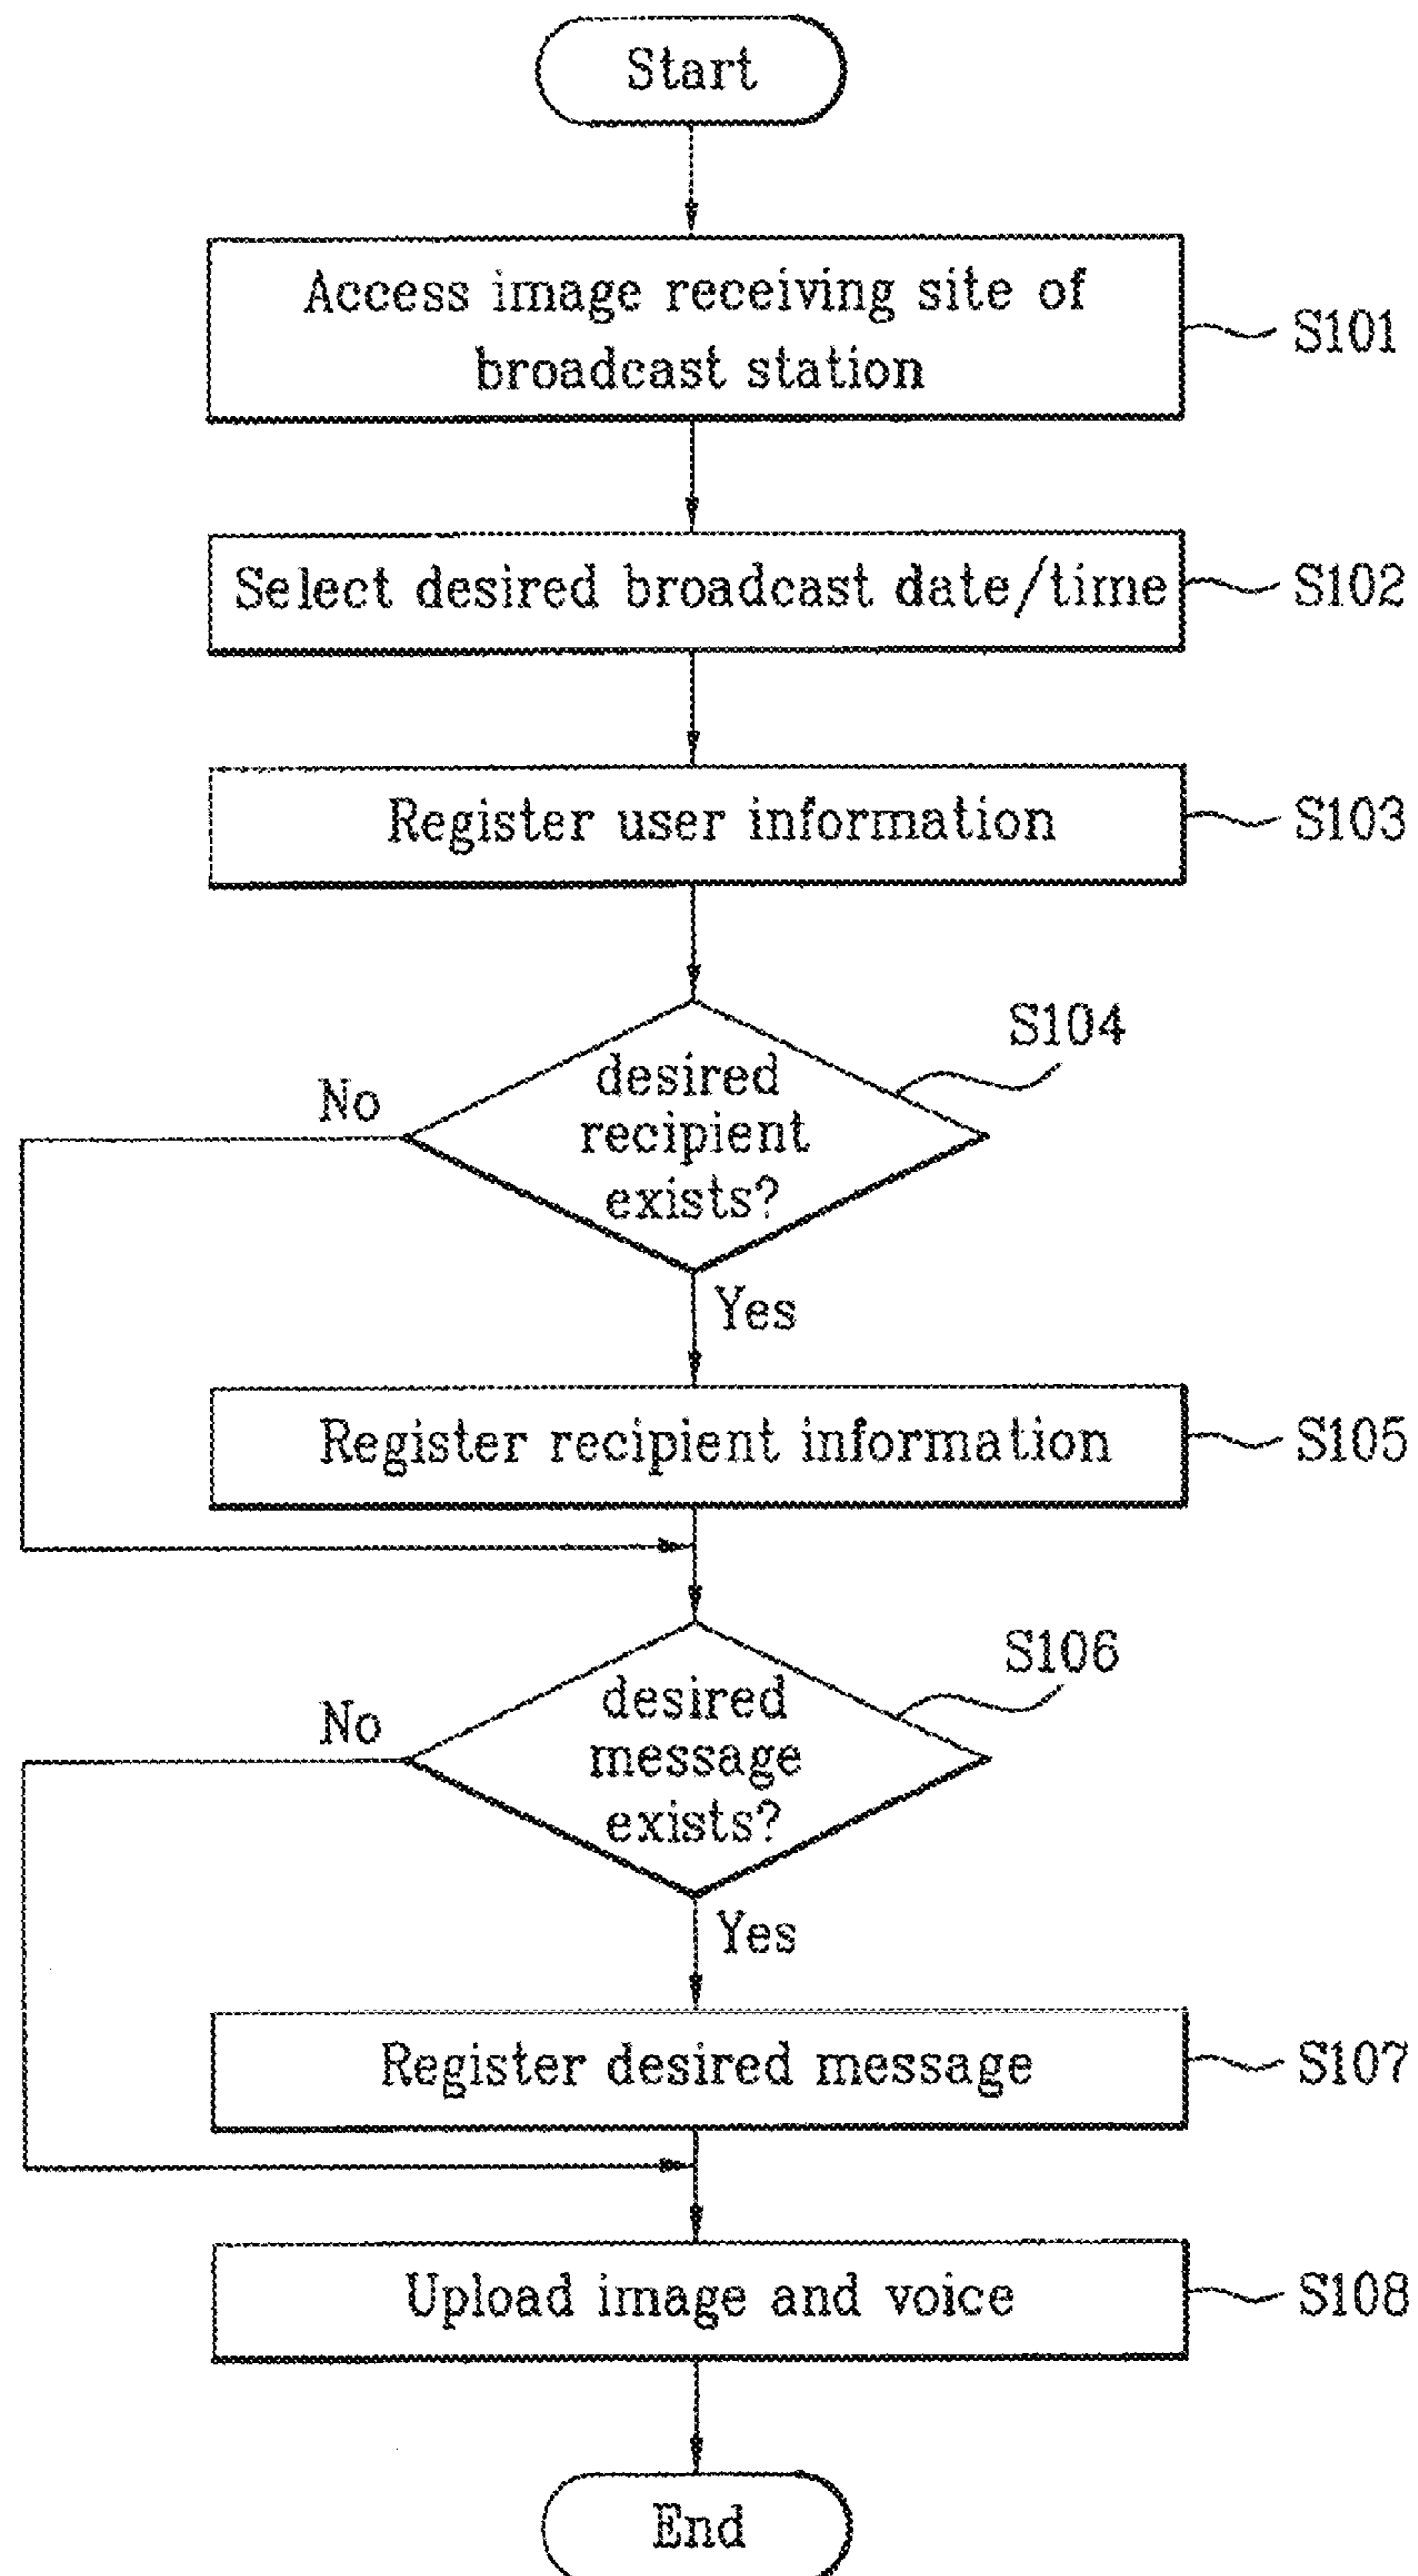 Start
Access image receiving site of
broadcast station
S101
Select desired broadcast date/time
S102
Register user information
S103
S104
desired
recipient
exists?
No
Yes
Register recipient information
S105
S106
desired
message
exists?
No
Yes
Register desired message
S107
Upload image and voice
S108
End